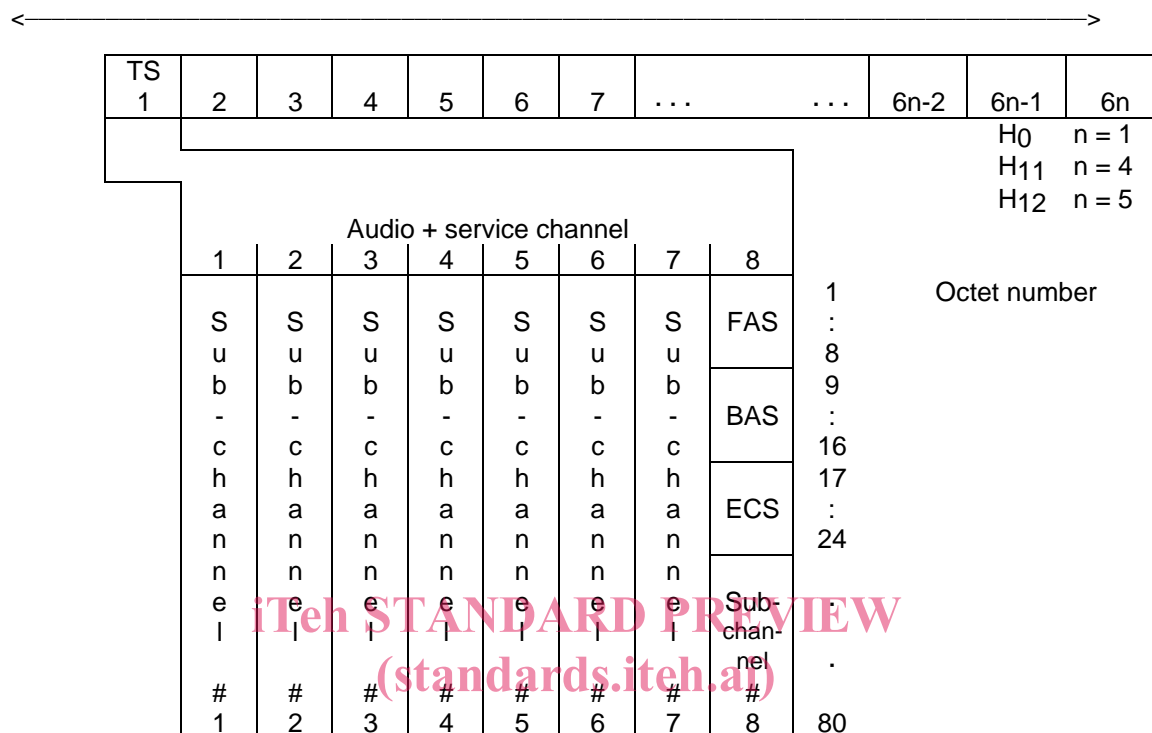 TS
1 2 3 4 5 6 7 . . . . . . 6n-2 6n-1 6n
H0 n = 1
H11 n = 4
H12 n = 5
Audio + service channel
1 2 3 4 5 6 7 8
1 Octet number
S S S S S S S FAS :
u u u u u u u 8
b b b b b b b 9
- - - - - - - BAS :
c c c c c c c 16
h h h h h h h 17
a a a a a a a ECS :
n n n n n n n 24
n n n n n n n
e e e e e e e Sub- .
iTeh STANDARD PREVIEW
l l l l l l l chan-
nel .
(standards.iteh.ai)
# # # # # # # #
1 2 3 4 5 6 7 8 80